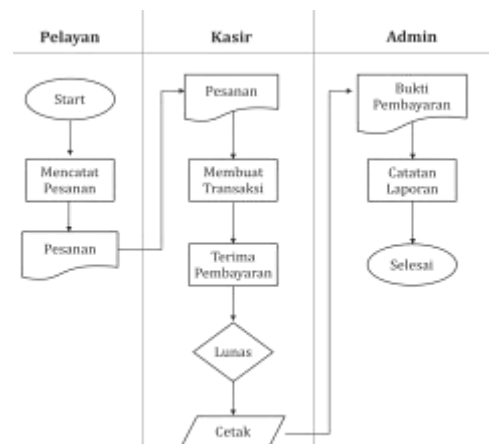 Pelayan
Kasir
Admin
Start
Mencatat
Pesanan
Pesanan
Pesanan
Membuat
Transaksi
Terima
Pembayaran
Lunas
Cetak
Bukti
Pembayaran
Catatan
Laporan
Selesai